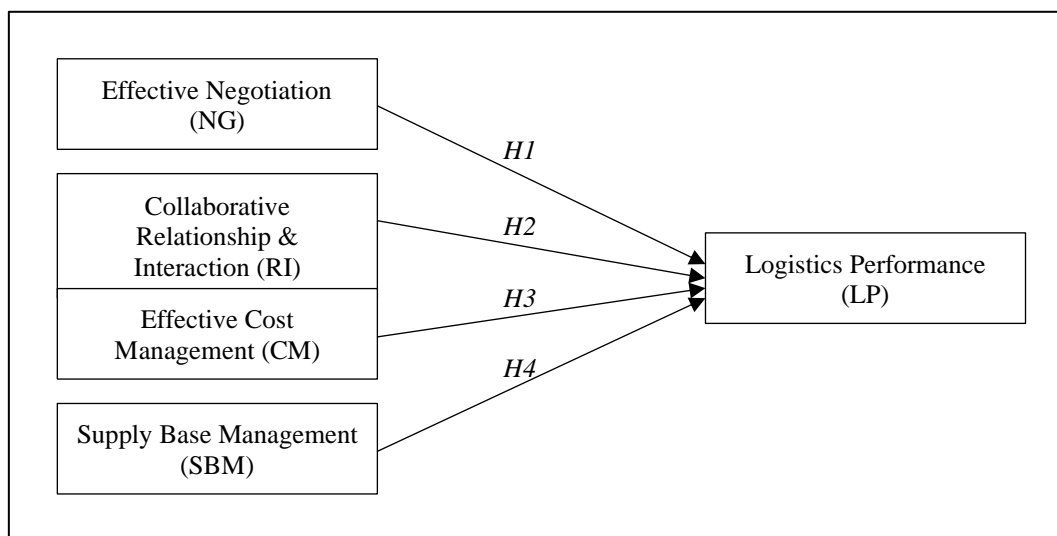 Effective Negotiation
(NG)
H1
Collaborative
Relationship &
Interaction (RI)
H2
Effective Cost
Management (CM)
H3
Supply Base Management
(SBM)
H4
Logistics Performance
(LP)